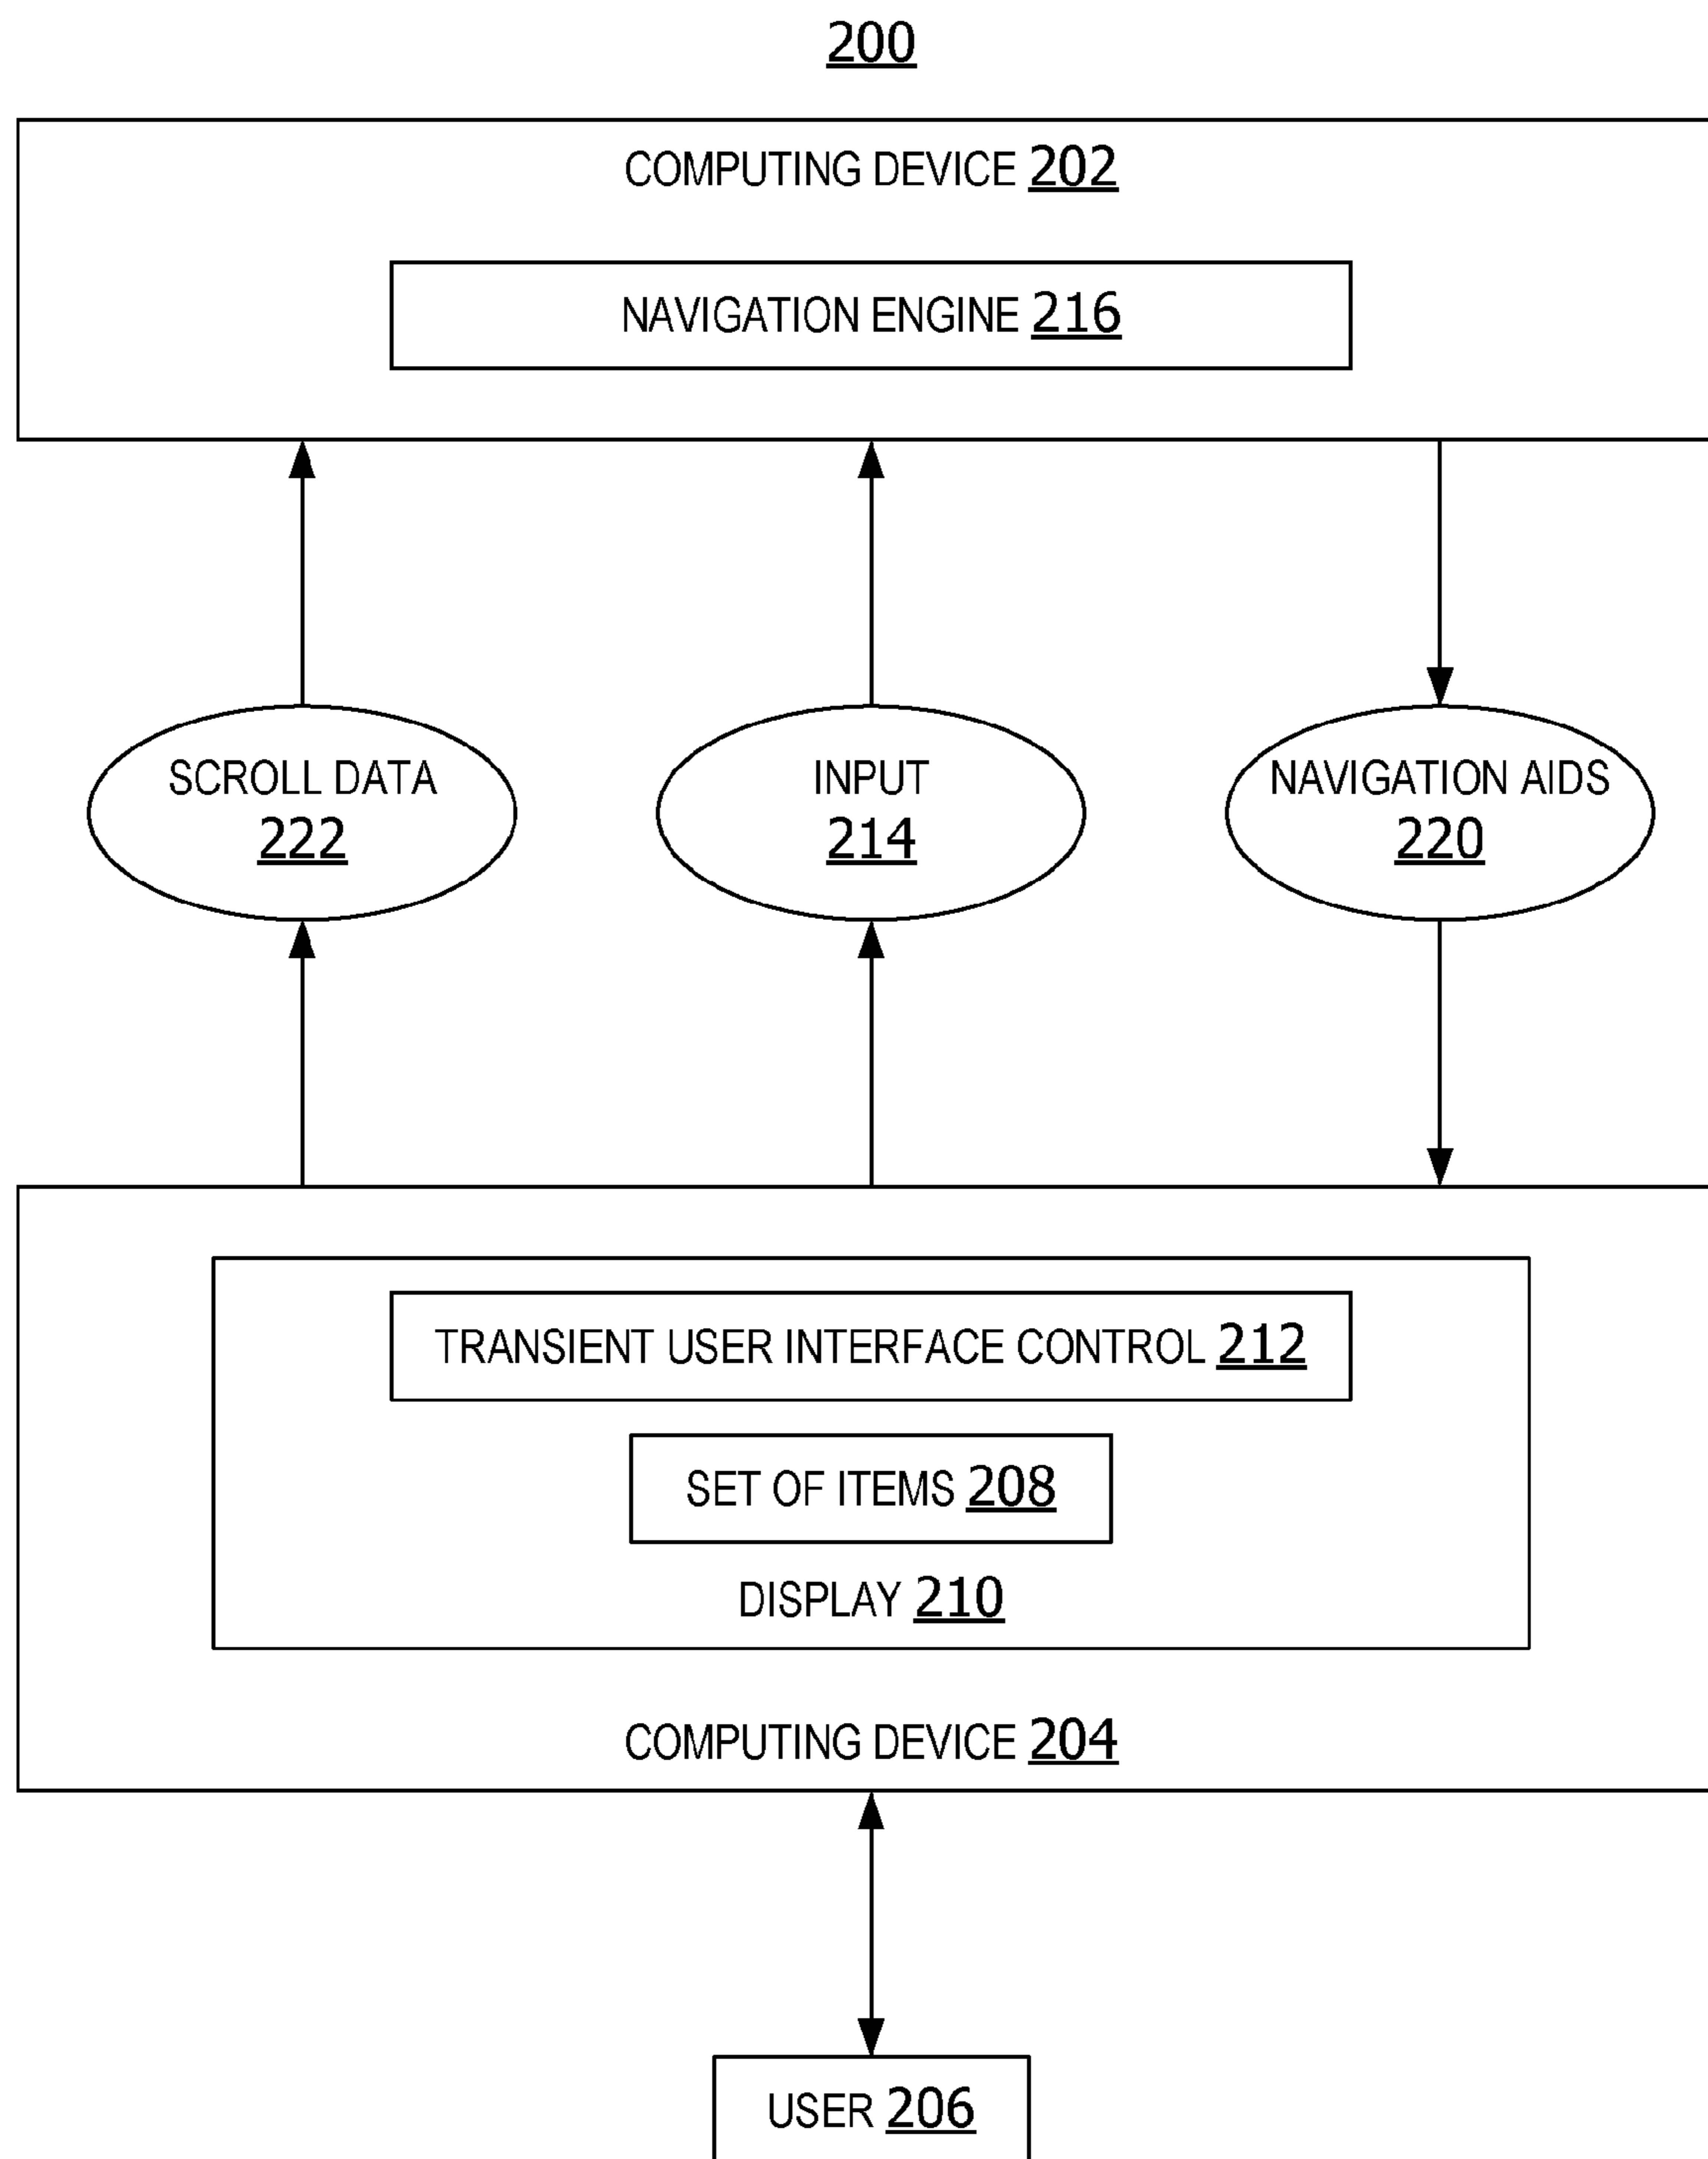 200
COMPUTING DEVICE 202
NAVIGATION ENGINE 216
SCROLL DATA
222
INPUT
214
NAVIGATION AIDS
220
TRANSIENT USER INTERFACE CONTROL 212
SET OF ITEMS 208
DISPLAY 210
COMPUTING DEVICE 204
USER 206